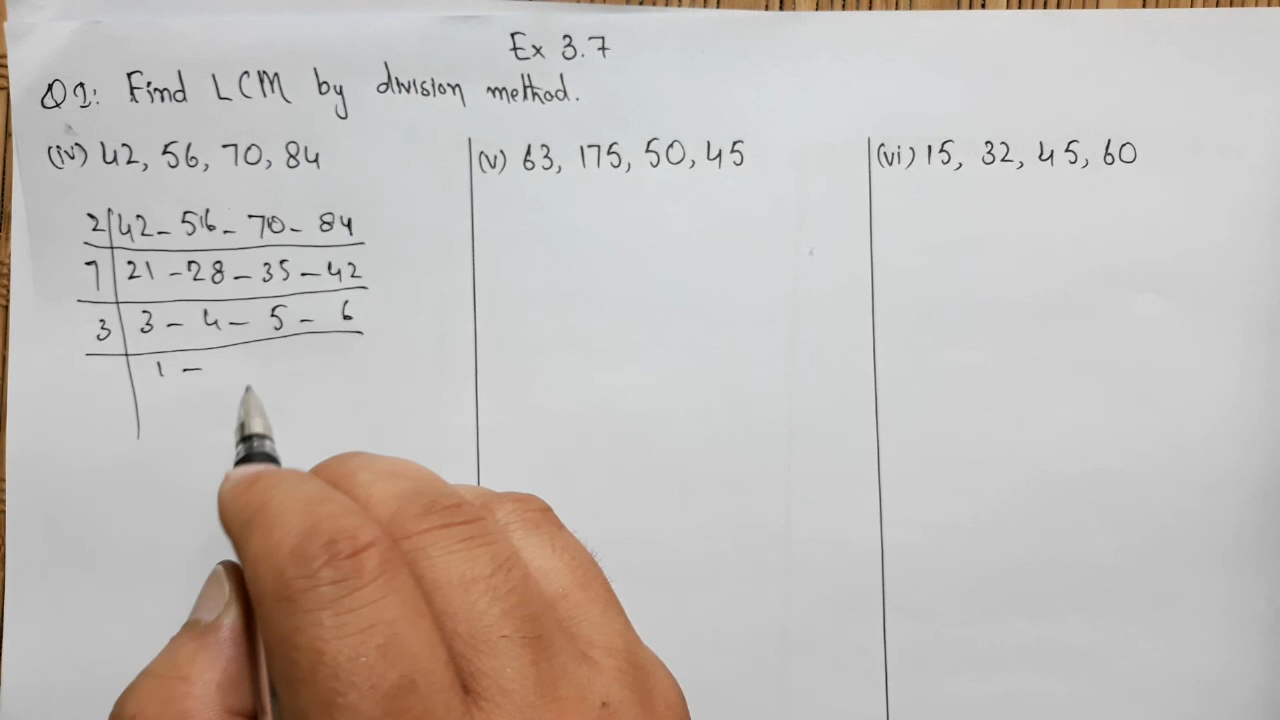 Ex 3.7
Q1: Find LCM by division method.
(iv) 42, 56, 70, 84
2 42 - 56 - 70 - 84
7 21 - 28 - 35 - 42
3 3 - 4 - 5 - 6
1 -
(v) 63, 175, 50, 45
(vi) 15, 32, 45, 60